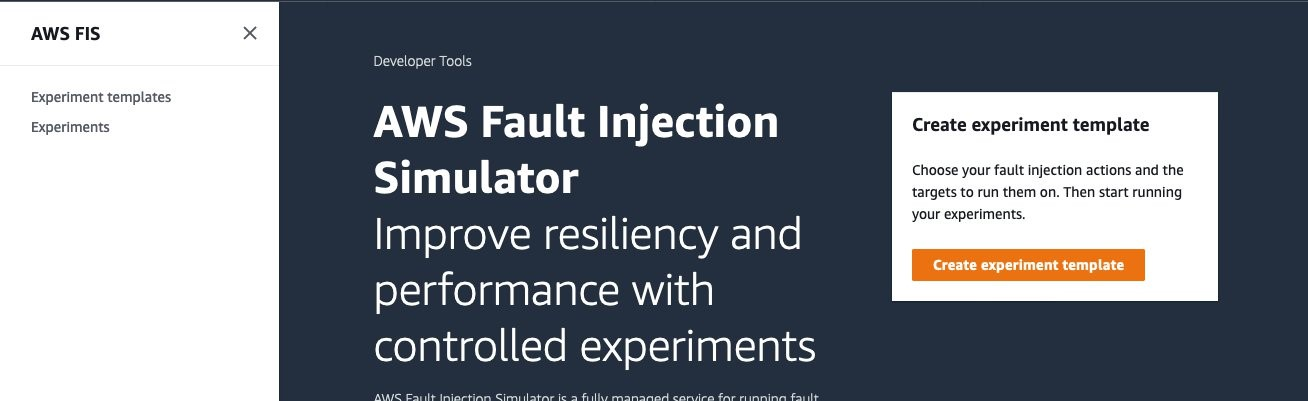 AWS FIS
Experiment templates
Experiments
Developer Tools
AWS Fault Injection
Simulator
Improve resiliency and
performance with
controlled experiments
AWS Fault Injection Simulator is a fully managed service for running fault
Create experiment template
Choose your fault injection actions and the
targets to run them on. Then start running
your experiments.
Create experiment template